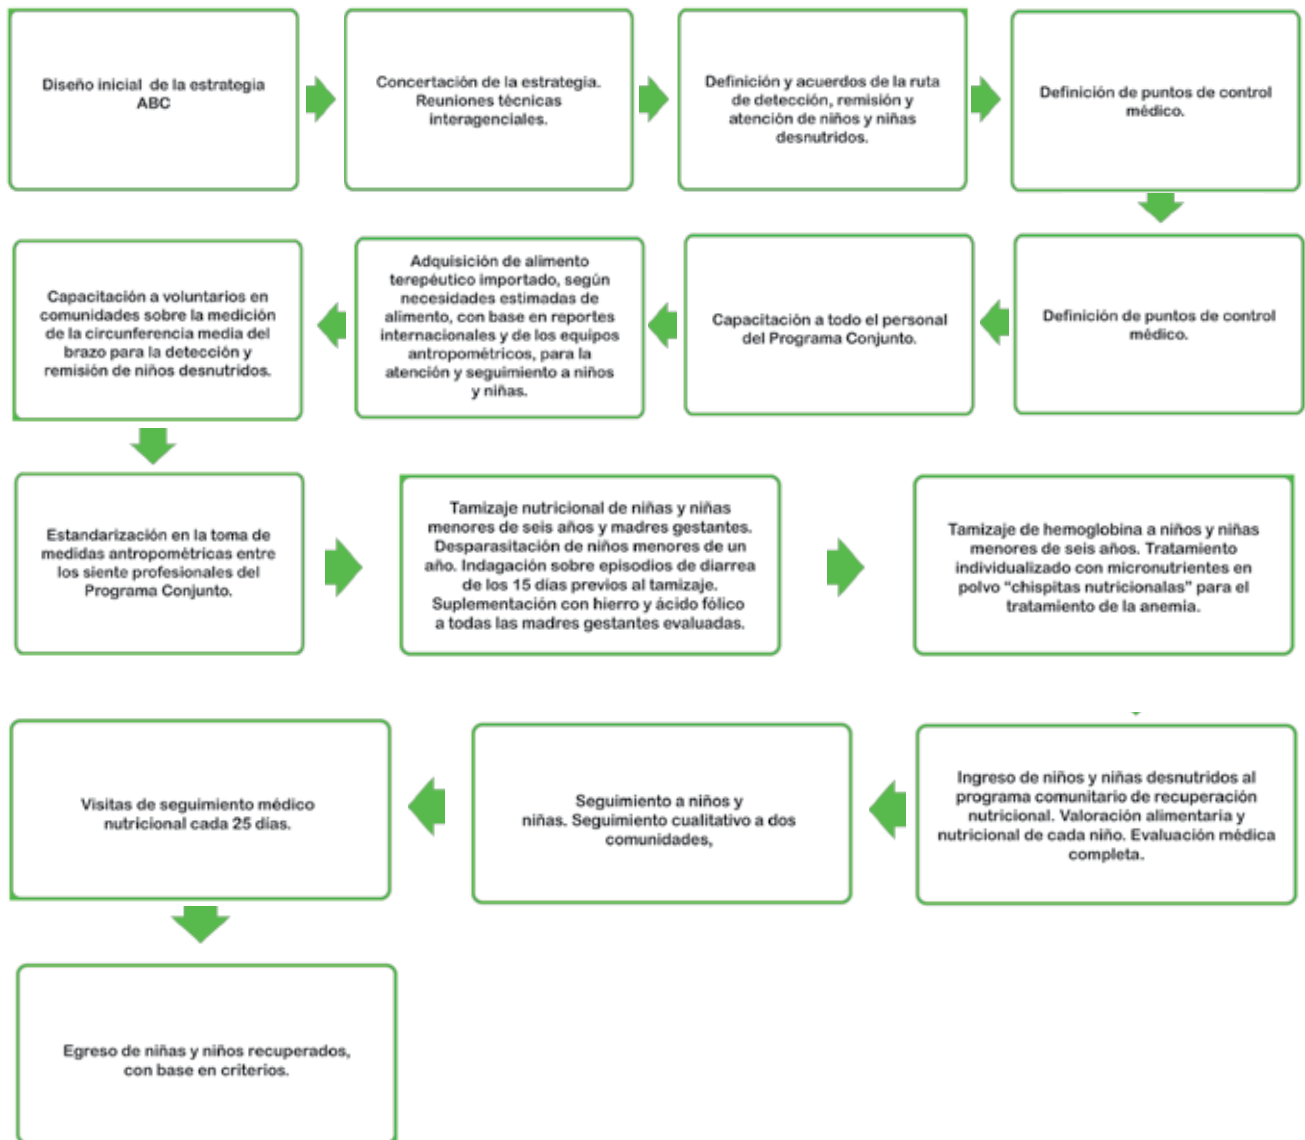 Diseño inicial de la estrategia
ABC
Concertación de la estrategia.
Reuniones técnicas
interagenciales.
Definición y acuerdos de la ruta
de detección, remisión y
atención de niños y niñas
desnutridos.
Definición de puntos de control
médico.
Definición de puntos de control
médico.
Capacitación a todo el personal
del Programa Conjunto.
Adquisición de alimento
terepéutico importado, según
necesidades estimadas de
alimento, con base en reportes
internacionales y de los equipos
antropométricos, para la
atención y seguimiento a niños
y niñas.
Capacitación a voluntarios en
comunidades sobre la medición
de la circunferencia media del
brazo para la detección y
remisión de niños desnutridos.
Estandarización en la toma de
medidas antropométricas entre
los siente profesionales del
Programa Conjunto.
Tamizaje nutricional de niñas y niñas
menores de seis años y madres gestantes.
Desparasitación de niños menores de un
año. Indagación sobre episodios de diarrea
de los 15 días previos al tamizaje.
Suplementación con hierro y ácido fólico
a todas las madres gestantes evaluadas.
Tamizaje de hemoglobina a niños y niñas
menores de seis años. Tratamiento
individualizado con micronutrientes en
polvo “chispitas nutricionalas” para el
tratamiento de la anemia.
Ingreso de niños y niñas desnutridos al
programa comunitario de recuperación
nutricional. Valoración alimentaria y
nutricional de cada niño. Evaluación médica
completa.
Seguimiento a niños y
niñas. Seguimiento cualitativo a dos
comunidades,
Visitas de seguimiento médico
nutricional cada 25 días.
Egreso de niñas y niños recuperados,
con base en criterios.